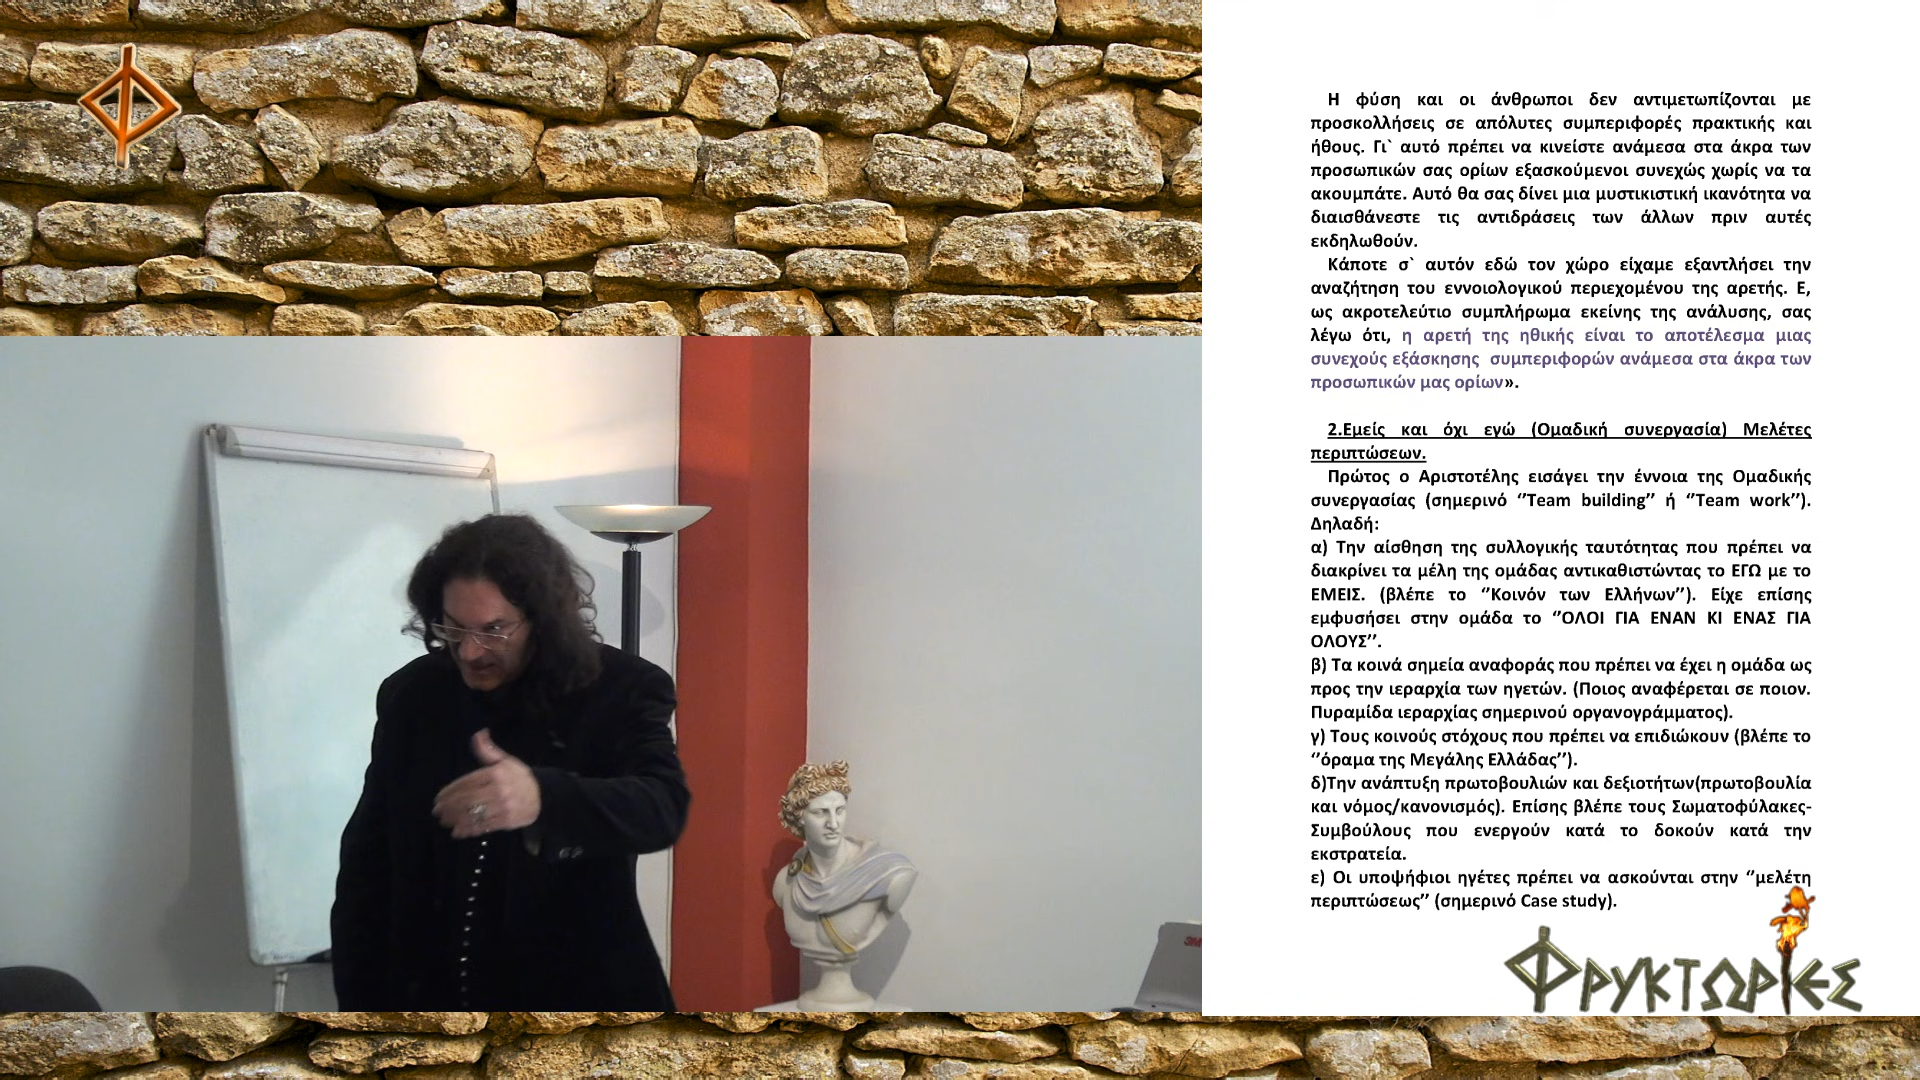 Φ
Η φύση και οι άνθρωποι δεν αντιμετωπίζονται με
προσκολλήσεις σε απόλυτες συμπεριφορές πρακτικής και
ήθους. Γι` αυτό πρέπει να κινείστε ανάμεσα στα άκρα των
προσωπικών σας ορίων εξασκούμενοι συνεχώς χωρίς να τα
ακουμπάτε. Αυτό θα σας δίνει μια μυστικιστική ικανότητα να
διαισθάνεστε τις αντιδράσεις των άλλων πριν αυτές
εκδηλωθούν.
Κάποτε σ` αυτόν εδώ τον χώρο είχαμε εξαντλήσει την
αναζήτηση του εννοιολογικού περιεχομένου της αρετής. Ε,
ως ακροτελεύτιο συμπλήρωμα εκείνης της ανάλυσης, σας
λέγω ότι, η αρετή της ηθικής είναι το αποτέλεσμα μιας
συνεχούς εξάσκησης συμπεριφορών ανάμεσα στα άκρα των
προσωπικών μας ορίων».
2.Εμείς και όχι εγώ (Ομαδική συνεργασία) Μελέτες
περιπτώσεων.
Πρώτος ο Αριστοτέλης εισάγει την έννοια της Ομαδικής
συνεργασίας (σημερινό ‘’Team building’’ ή ‘’Team work’’).
Δηλαδή:
α) Την αίσθηση της συλλογικής ταυτότητας που πρέπει να
διακρίνει τα μέλη της ομάδας αντικαθιστώντας το ΕΓΩ με το
ΕΜΕΙΣ. (βλέπε το ‘’Κοινόν των Ελλήνων’’). Είχε επίσης
εμφυσήσει στην ομάδα το ‘’ΌΛΟΙ ΓΙΑ ΕΝΑΝ ΚΙ ΕΝΑΣ ΓΙΑ
ΟΛΟΥΣ’’.
β) Τα κοινά σημεία αναφοράς που πρέπει να έχει η ομάδα ως
προς την ιεραρχία των ηγετών. (Ποιος αναφέρεται σε ποιον.
Πυραμίδα ιεραρχίας σημερινού οργανογράμματος).
γ) Τους κοινούς στόχους που πρέπει να επιδιώκουν (βλέπε το
‘’όραμα της Μεγάλης Ελλάδας’’).
δ)Την ανάπτυξη πρωτοβουλιών και δεξιοτήτων(πρωτοβουλία
και νόμος/κανονισμός). Επίσης βλέπε τους Σωματοφύλακες-
Συμβούλους που ενεργούν κατά το δοκούν κατά την
εκστρατεία.
ε) Οι υποψήφιοι ηγέτες πρέπει να ασκούνται στην ‘’μελέτη
περιπτώσεως’’ (σημερινό Case study).
ΦΡΥΚΤΩΡΙΕΣ
3M